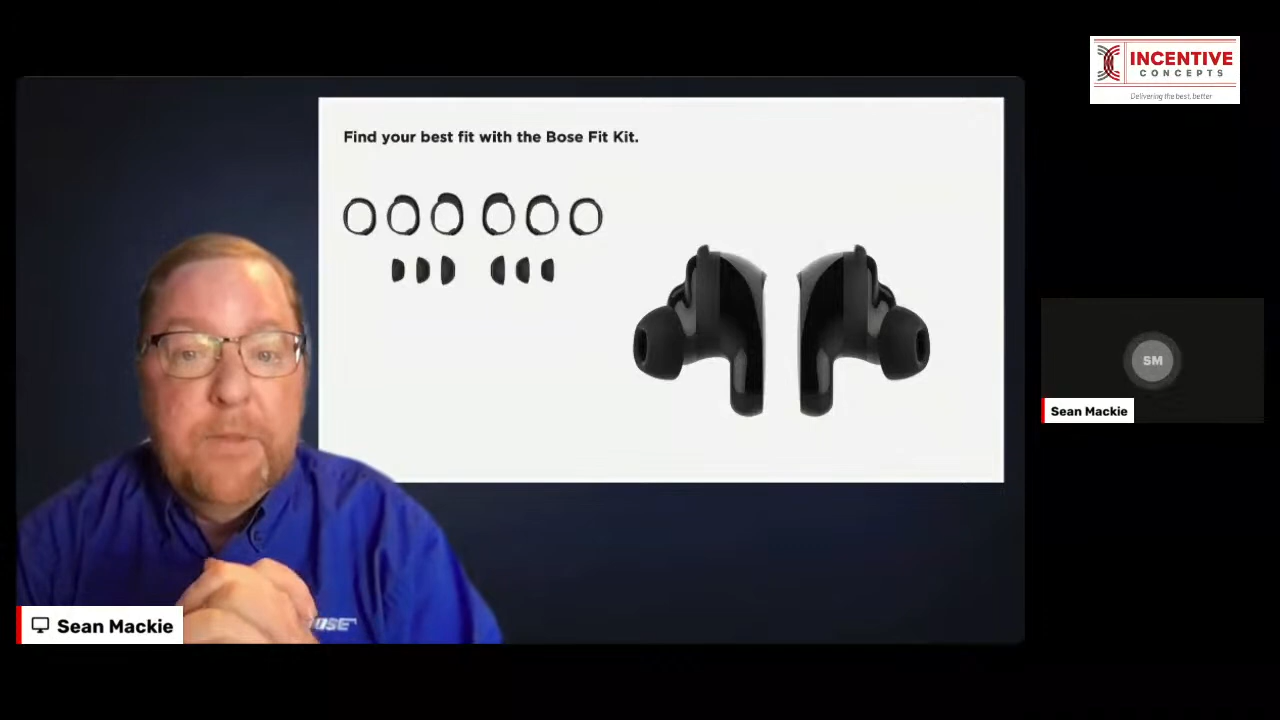 INCENTIVE
CONCEPTS
Delivering the best, better
Find your best fit with the Bose Fit Kit.
SM
Sean Mackie
Sean Mackie